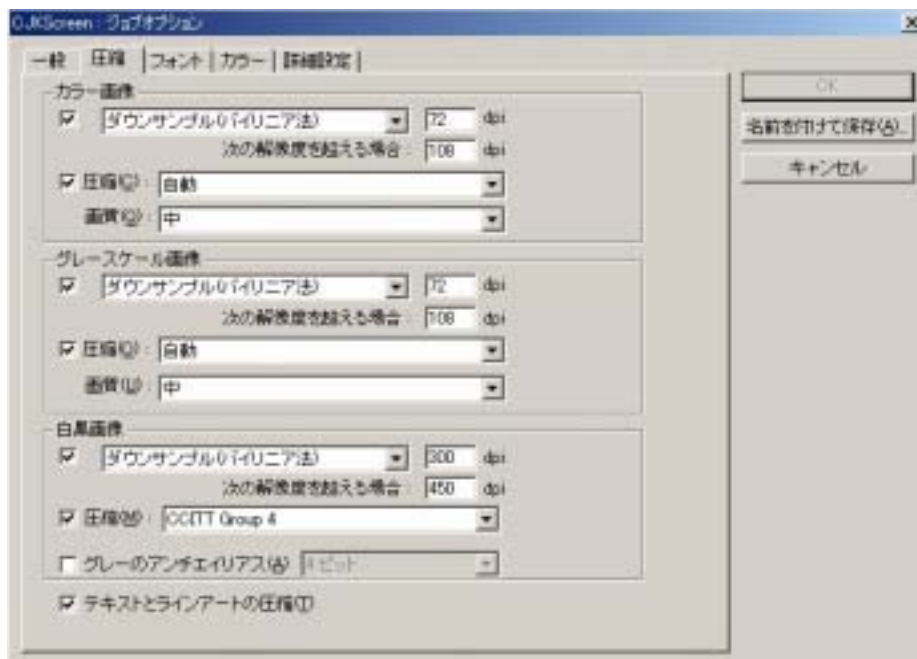 CJKScreen : ジョブオプション
一般 圧縮 フォント カラー 詳細設定
カラー画像
ダウンサンプル(バイリニア法) 72 dpi
次の解像度を超える場合 : 108 dpi
圧縮(C) : 自動
画質(Q) : 中
グレースケール画像
ダウンサンプル(バイリニア法) 72 dpi
次の解像度を超える場合 : 108 dpi
圧縮(O) : 自動
画質(U) : 中
白黒画像
ダウンサンプル(バイリニア法) 300 dpi
次の解像度を超える場合 : 450 dpi
圧縮(M) : CCITT Group 4
グレーのアンチエイリアス(A) 4 ビット
テキストとラインアートの圧縮(T)
OK
名前を付けて保存(A)...
キャンセル